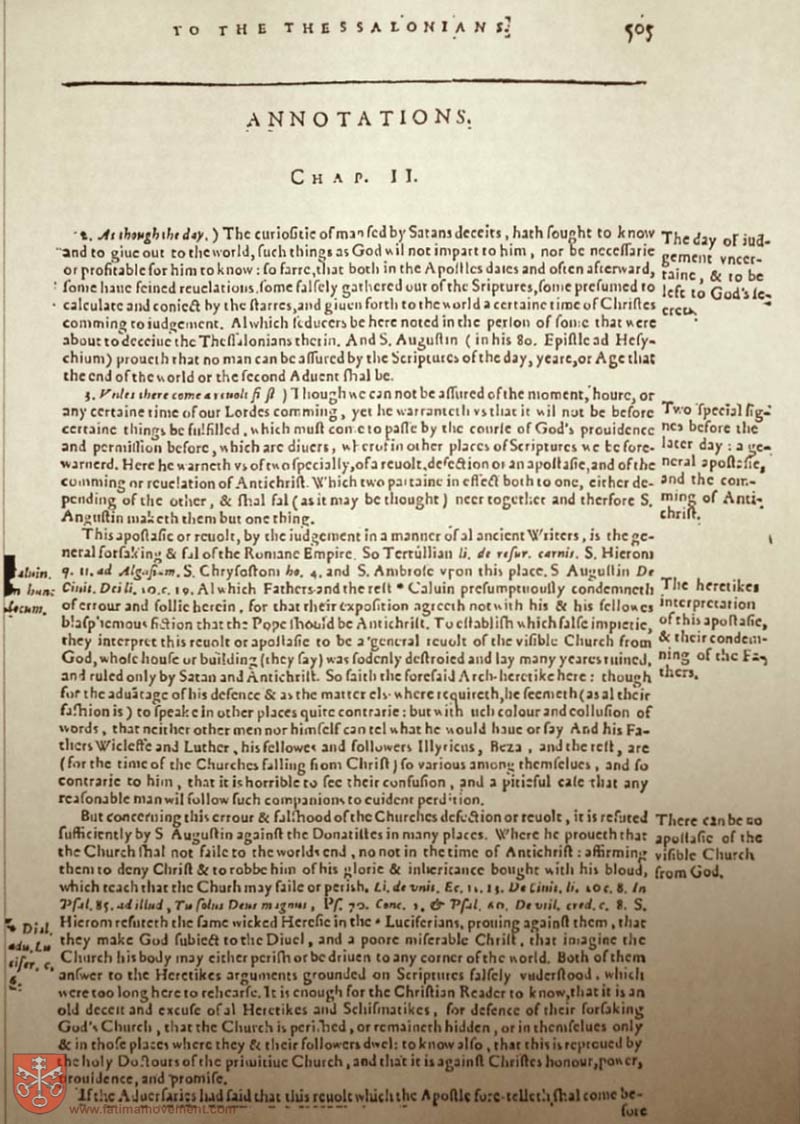 TO THE THESSALONIANS. 505
ANNOTATIONS.
CHAP. II.
2. As though the day.) The curiositie of man fed by Satans deceits, hath sought to know
and to giue out to the world, such things as God wil not impart to him, nor be necessarie
or profitable for him to know: so farre, that both in the Apostles daies and often afterward,
some haue feined reuelations, some falsely gathered out of the Scriptures, some presumed to
calculate and coniect by the starres, and giuen forth to the world a certaine time of Christes
comming to iudgement. Al which seducers be here noted in the person of some that were
about to deceiue the Thessalonians therin. And S. Augustin (in his 80. Epistle ad Hesy-
chium) proueth that no man can be assured by the Scriptures of the day, yeare, or Age that
the end of the world or the second Aduent shal be.
The day of iud-
gement vncer-
taine, & to be
left to God's se-
crets.
3. Vnles there come a reuolt first) Though we can not be assured of the moment, houre, or
any certaine time of our Lordes comming, yet he warranteth vs that it wil not be before
certaine things be fulfilled, which must come to passe by the course of God's prouidence
and permission before, which are diuers, wherof in other places of Scriptures we be fore-
warnerd. Here he warneth vs of two specially, of a reuolt, defection or an apostasie, and of the
comming or reuelation of Antichrist. Which two pertaine in effect both to one, either de-
pending of the other, & shal fal (as it may be thought) neer together and therfore S.
Angustin maketh them but one thing.
Two special sig-
nes before the
later day: a ge-
neral apostasie,
and the com-
ming of Anti-
christ.
This apostasie or reuolt, by the iudgement in a manner of al ancient Writers, is the ge-
neral forsaking & fal of the Romane Empire. So Tertullian li. de resur. carnis. S. Hierom
q. 11. ad Algasiam. S. Chrysostom ho. 4. and S. Ambrose vpon this place. S Augustin De
Ciuit. Dei li. 20. c. 19. Al which Fathers and the rest * Caluin presumptuously condemneth
of errour and follie herein, for that their exposition agreeth not with his & his fellowes
blasphemous fiction that the Pope should be Antichrist. To establish which false impietie,
they interpret this reuolt or apostasie to be a general reuolt of the visible Church from
God, whose house or building (they say) was sodenly destroied and lay many yeares ruined,
and ruled only by Satan and Antichrist. So saith the foresaid Arch-heretike here: though
for the aduātage of his defence & as the matter els-where requireth, he seemeth (as al their
fashion is) to speake in other places quite contrarie: but with such colour and collusion of
words, that neither other men nor himself can tel what he would haue or say And his Fa-
thers Wicleffe and Luther, his fellowes and followers Illyricus, Beza, and the rest, are
(for the time of the Churches falling from Christ) so various among themselues, and so
contrarie to him, that it is horrible to see their confusion, and a pitieful case that any
reasonable man wil follow such companions to euident perdition.
aluin.
in hunc
locum.
The heretikes
interpretation
of this apostasie,
& their condem-
ning of the Fa-
thers.
But concerning this errour & falshood of the Churches defection or reuolt, it is refuted
sufficiently by S Augustin against the Donatistes in many places. Where he proueth that
the Church shal not faile to the worlds end, no not in the time of Antichrist: affirming
them to deny Christ & to robbe him of his glorie & inheritance bought with his bloud,
which teach that the Churh may faile or perish. Li. de vnit. Ec. c. 12. 13. De Ciuit. li. 20 c. 8. In
Psal. 85. ad illud, Tu solus Deus magnus, Ps. 70. Conc. 2. & Psal. 60. De vtil. cred. c. 8. S.
Hierom refuteth the same wicked Heresie in the * Luciferians, prouing against them, that
they make God subiect to the Diuel, and a poore miserable Christ, that imagine the
Church his body may either perish or be driuen to any corner of the world. Both of them
answer to the Heretikes arguments grounded on Scriptures falsely vnderstood, which
were too long here to rehearse. It is enough for the Christian Reader to know, that it is an
old deceit and excuse of al Heretikes and Schismatikes, for defence of their forsaking
God's Church, that the Church is perished, or remaineth hidden, or in themselues only
& in those places where they & their followers dwel: to know also, that this is reproued by
the holy Doctours of the primitiue Church, and that it is against Christes honour, power,
prouidence, and promise.
There can be no
apostasie of the
visible Church
from God.
* Dial.
adu. Lu
cifer. c.
6.
If the Aduersaries had said that this reuolt which the Apostle fore-telleth, shal come be-
fore
www.fatimamovement.com